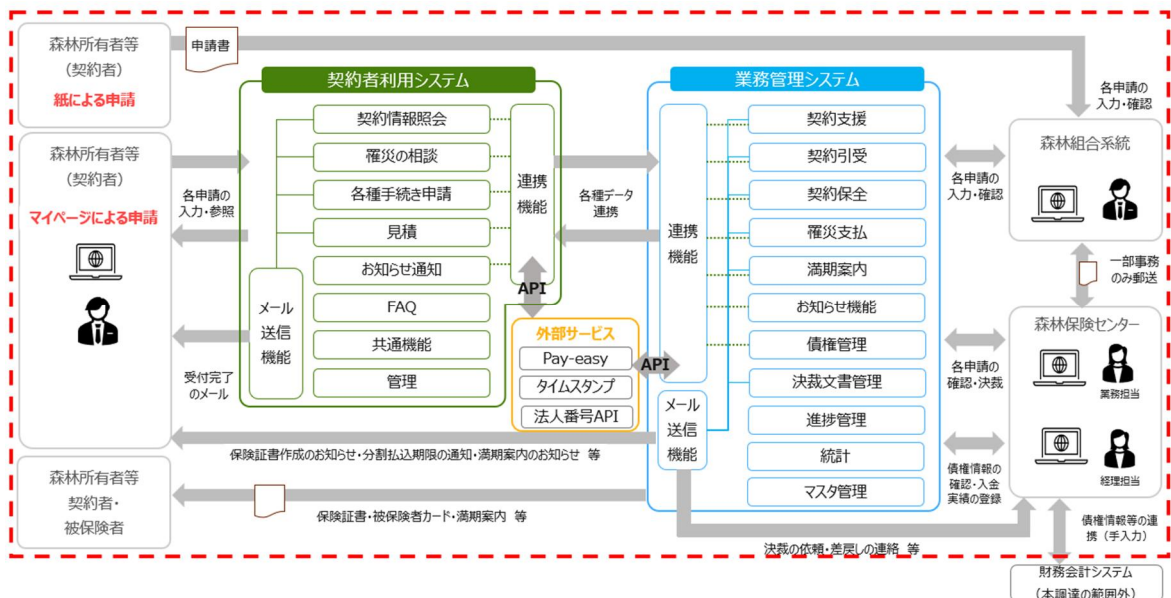 森林所有者等
(契約者)
紙による申請
申請書
各申請の
入力・確認
契約者利用システム
業務管理システム
森林所有者等
(契約者)
マイページによる申請
各申請の
入力・参照
受付完了
のメール
契約情報照会
罹災の相談
各種手続き申請
見積
お知らせ通知
FAQ
共通機能
管理
連携
機能
メール
送信
機能
API
各種データ
連携
外部サービス
Pay-easy
タイムスタンプ
法人番号API
API
連携
機能
メール
送信
機能
契約支援
契約引受
契約保全
罹災支払
満期案内
お知らせ機能
債権管理
決裁文書管理
進捗管理
統計
マスタ管理
各申請の
入力・確認
森林組合系統
一部事務
のみ郵送
森林保険センター
業務担当
経理担当
各申請の
確認・決裁
債権情報の
確認・入金
実績の登録
保険証書作成のお知らせ・分割払込期限の通知・満期案内のお知らせ 等
森林所有者等
契約者・
被保険者
保険証書・被保険者カード・満期案内 等
決裁の依頼・差戻しの連絡 等
債権情報等の連
携(手入力)
財務会計システム
(本調達の範囲外)